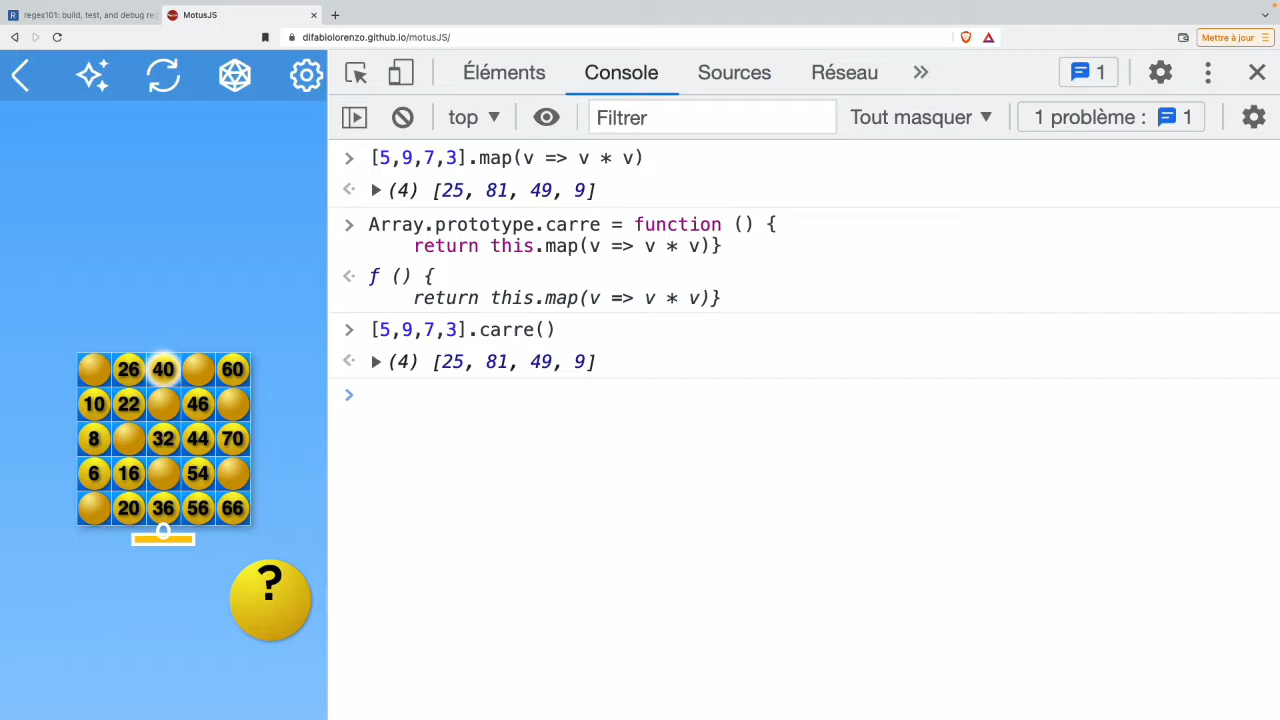 regex101: build, test, and debug reg
MotusJS
difabiolorenzo.github.io/motusJS/
Mettre à jour
Éléments Console Sources Réseau 1
top Filtrer Tout masquer 1 problème : 1
[5,9,7,3].map(v => v * v)
(4) [25, 81, 49, 9]
Array.prototype.carre = function () {
return this.map(v => v * v)}
f () {
return this.map(v => v * v)}
[5,9,7,3].carre()
(4) [25, 81, 49, 9]
26 40 60
10 22 46
8 32 44 70
6 16 54
20 36 56 66
?